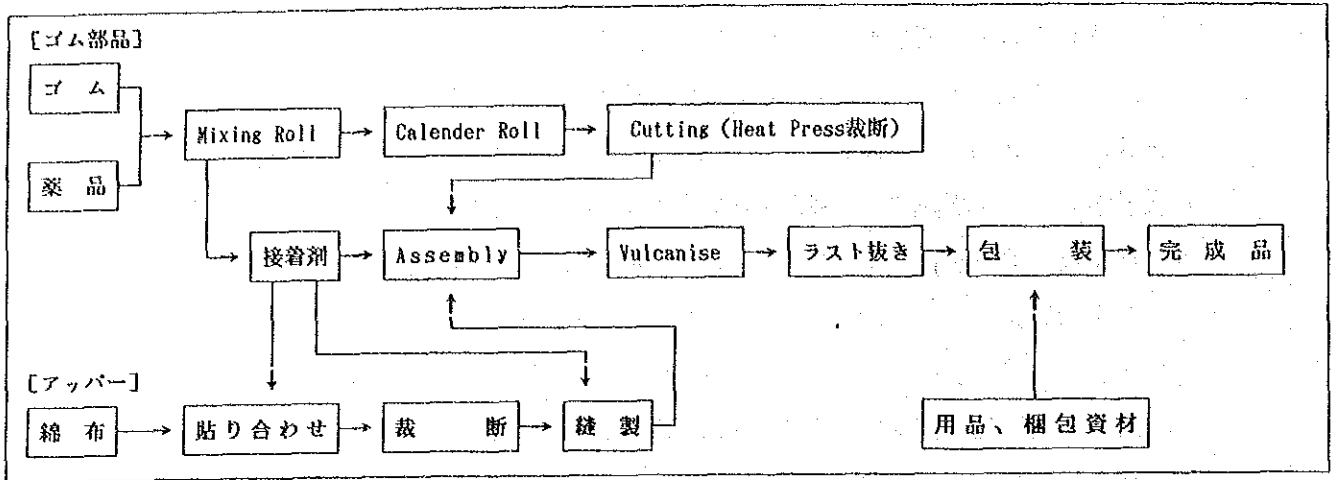 [ゴム部品]
ゴム
薬品
Mixing Roll
Calender Roll
Cutting (Heat Press裁断)
接着剤
Assembly
Vulcanise
ラスト抜き
包装
完成品
[アッパー]
綿布
貼り合わせ
裁断
縫製
用品、梱包資材